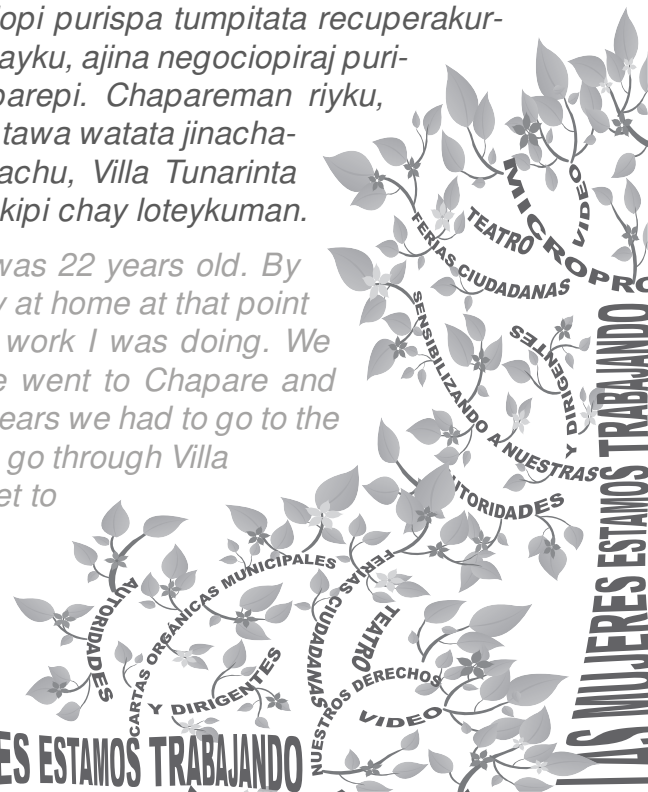 opi purispa tumpitata recuperakur-
ayku, ajina negociopiraj puri-
parepi. Chapareman riyku,
tawa watata jinacha-
achu, Villa Tunarinta
kipi chay loteykuman.
was 22 years old. By
y at home at that point
work I was doing. We
e went to Chapare and
ears we had to go to the
go through Villa
et to
MICROPRO
VIDEO
TEATRO
FERIAS CIUDADANAS
SENSIBILIZANDO A NUESTRAS
Y DIRIGENTES
UTORIDADES
LAS MUJERES ESTAMOS TRABAJANDO
AUTORIDADES
CARTAS ORGÁNICAS MUNICIPALES
Y DIRIGENTES
FERIAS CIUDADANAS
TEATRO
NUESTROS DERECHOS
VIDEO
ES ESTAMOS TRABAJANDO